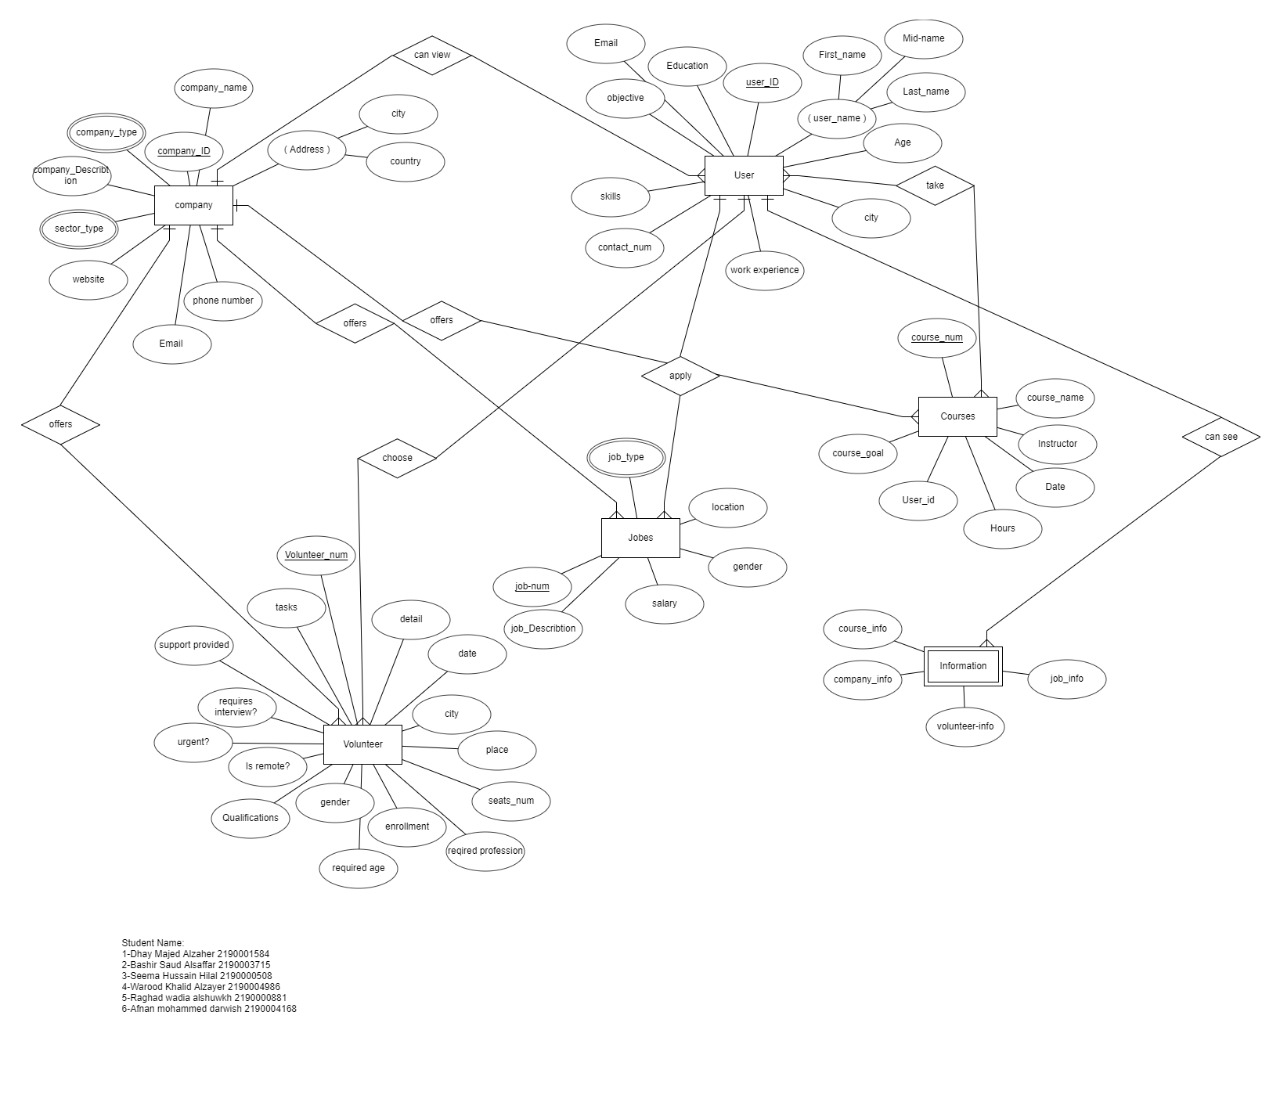 can view
Email
Education
user_ID
First_name
Mid-name
objective
( user_name )
Last_name
Age
company_name
company_type
company_ID
city
( Address )
country
company_Describt
ion
company
sector_type
website
phone number
Email
User
skills
contact_num
work experience
city
take
offers
offers
apply
course_num
course_name
Courses
Instructor
course_goal
Date
User_id
Hours
can see
offers
choose
job_type
location
Jobes
gender
job-num
salary
job_Describtion
Volunteer_num
tasks
detail
support provided
date
requires
interview?
city
urgent?
Volunteer
place
Is remote?
seats_num
gender
Qualifications
enrollment
reqired profession
required age
course_info
Information
company_info
job_info
volunteer-info
Student Name:
1-Dhay Majed Alzaher 2190001584
2-Bashir Saud Alsaffar 2190003715
3-Seema Hussain Hilal 2190000508
4-Warood Khalid Alzayer 2190004986
5-Raghad wadia alshuwkh 2190000881
6-Afnan mohammed darwish 2190004168